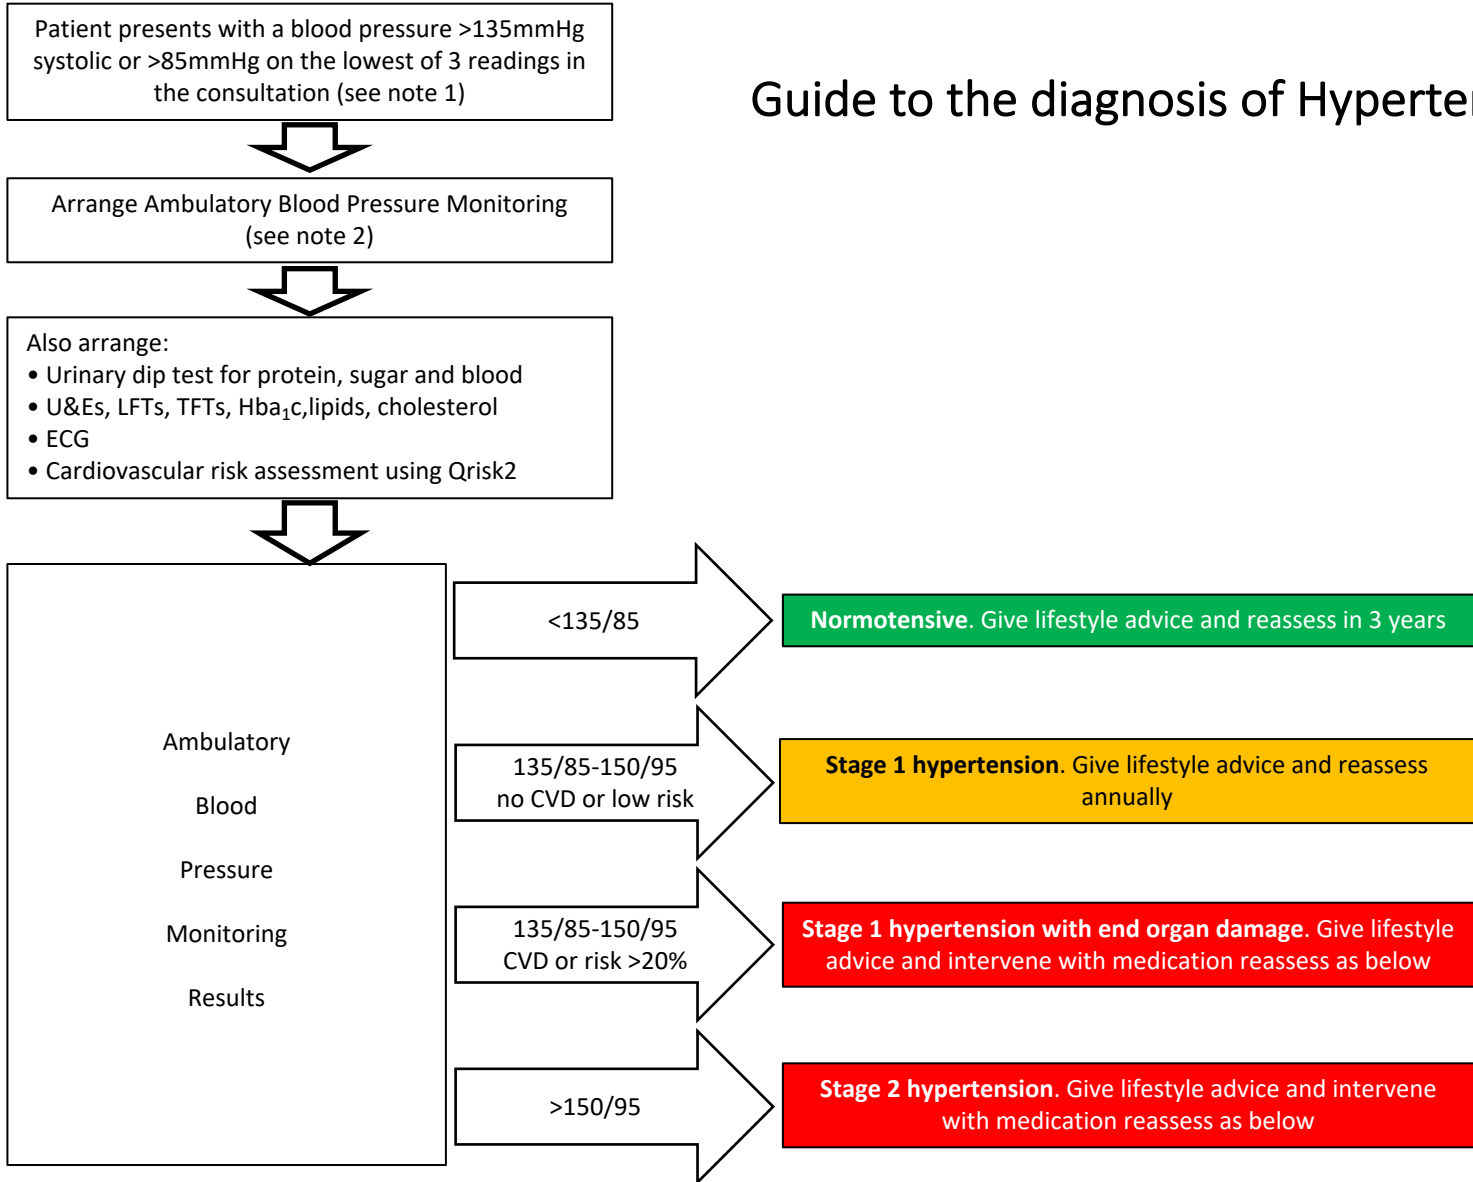 Patient presents with a blood pressure >135mmHg
systolic or >85mmHg on the lowest of 3 readings in
the consultation (see note 1)
Guide to the diagnosis of Hyperte
Arrange Ambulatory Blood Pressure Monitoring
(see note 2)
Also arrange:
• Urinary dip test for protein, sugar and blood
• U&Es, LFTs, TFTs, Hba₁c,lipids, cholesterol
• ECG
• Cardiovascular risk assessment using Qrisk2
Ambulatory
Blood
Pressure
Monitoring
Results
<135/85
Normotensive. Give lifestyle advice and reassess in 3 years
135/85-150/95
no CVD or low risk
Stage 1 hypertension. Give lifestyle advice and reassess
annually
135/85-150/95
CVD or risk >20%
Stage 1 hypertension with end organ damage. Give lifestyle
advice and intervene with medication reassess as below
>150/95
Stage 2 hypertension. Give lifestyle advice and intervene
with medication reassess as below